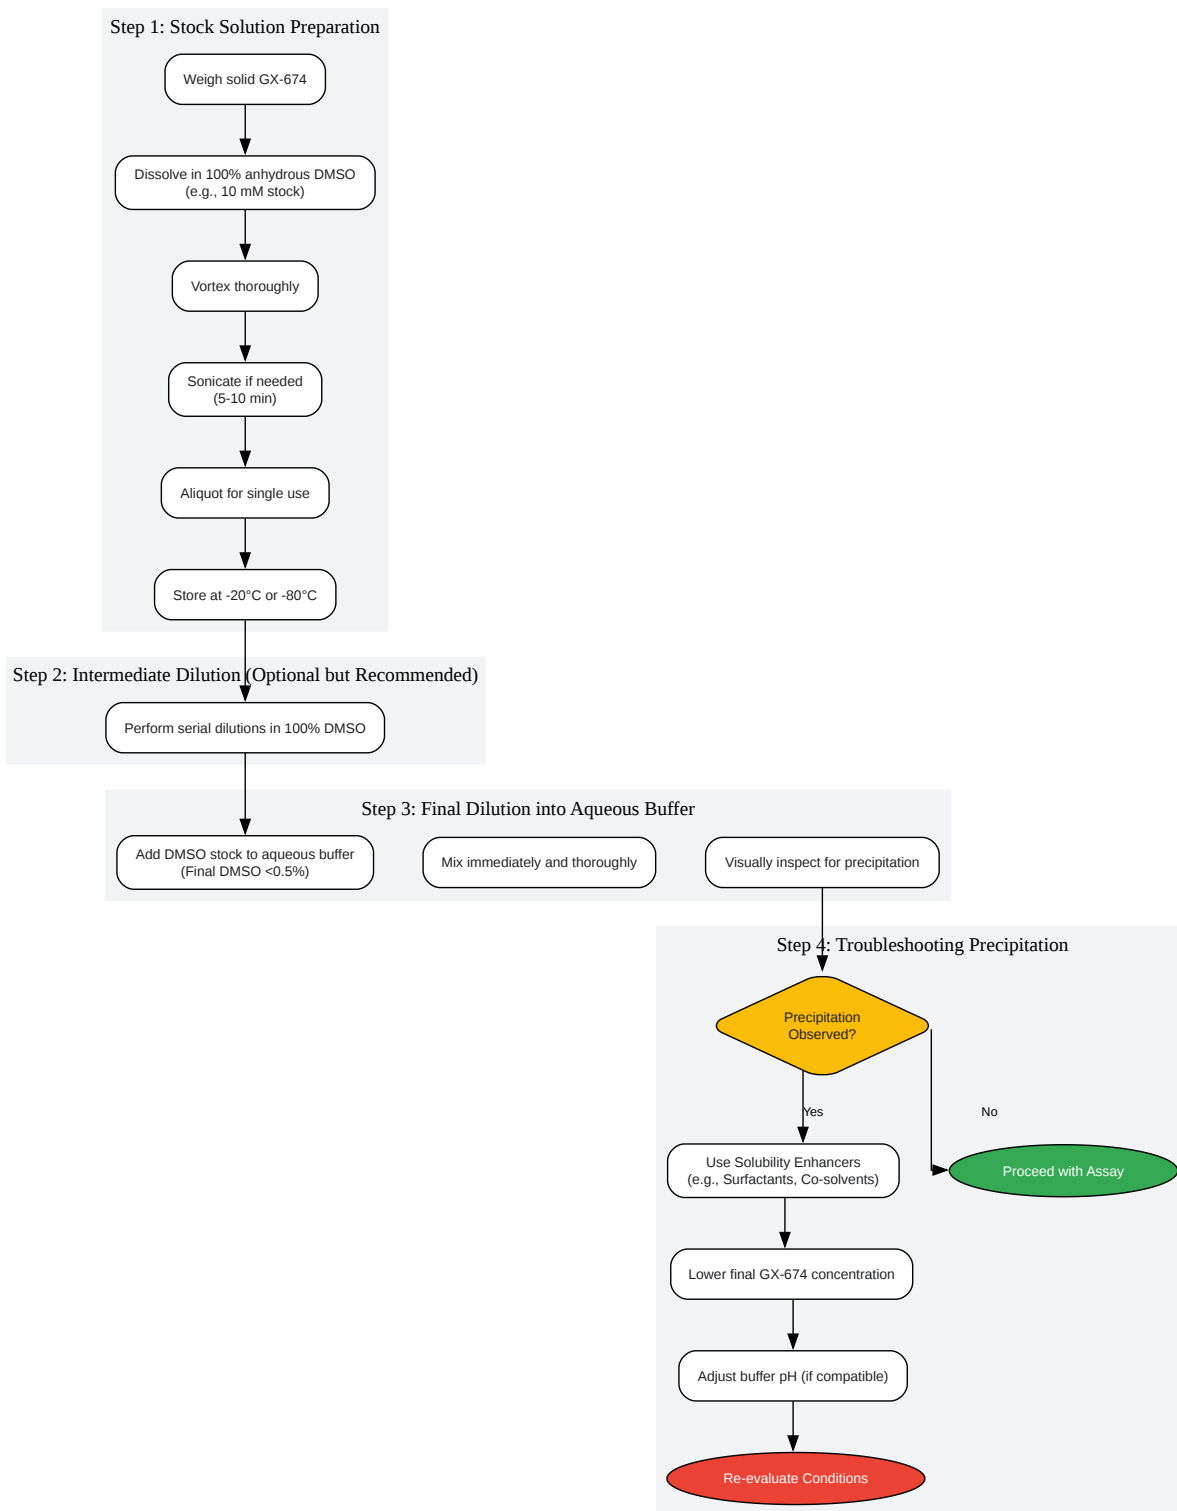 Step 1: Stock Solution Preparation
Weigh solid GX-674
Dissolve in 100% anhydrous DMSO
(e.g., 10 mM stock)
Vortex thoroughly
Sonicate if needed
(5-10 min)
Aliquot for single use
Store at -20°C or -80°C
Step 2: Intermediate Dilution (Optional but Recommended)
Perform serial dilutions in 100% DMSO
Step 3: Final Dilution into Aqueous Buffer
Add DMSO stock to aqueous buffer
(Final DMSO <0.5%)
Mix immediately and thoroughly
Visually inspect for precipitation
Step 4: Troubleshooting Precipitation
Precipitation
Observed?
Yes
No
Use Solubility Enhancers
(e.g., Surfactants, Co-solvents)
Proceed with Assay
Lower final GX-674 concentration
Adjust buffer pH (if compatible)
Re-evaluate Conditions